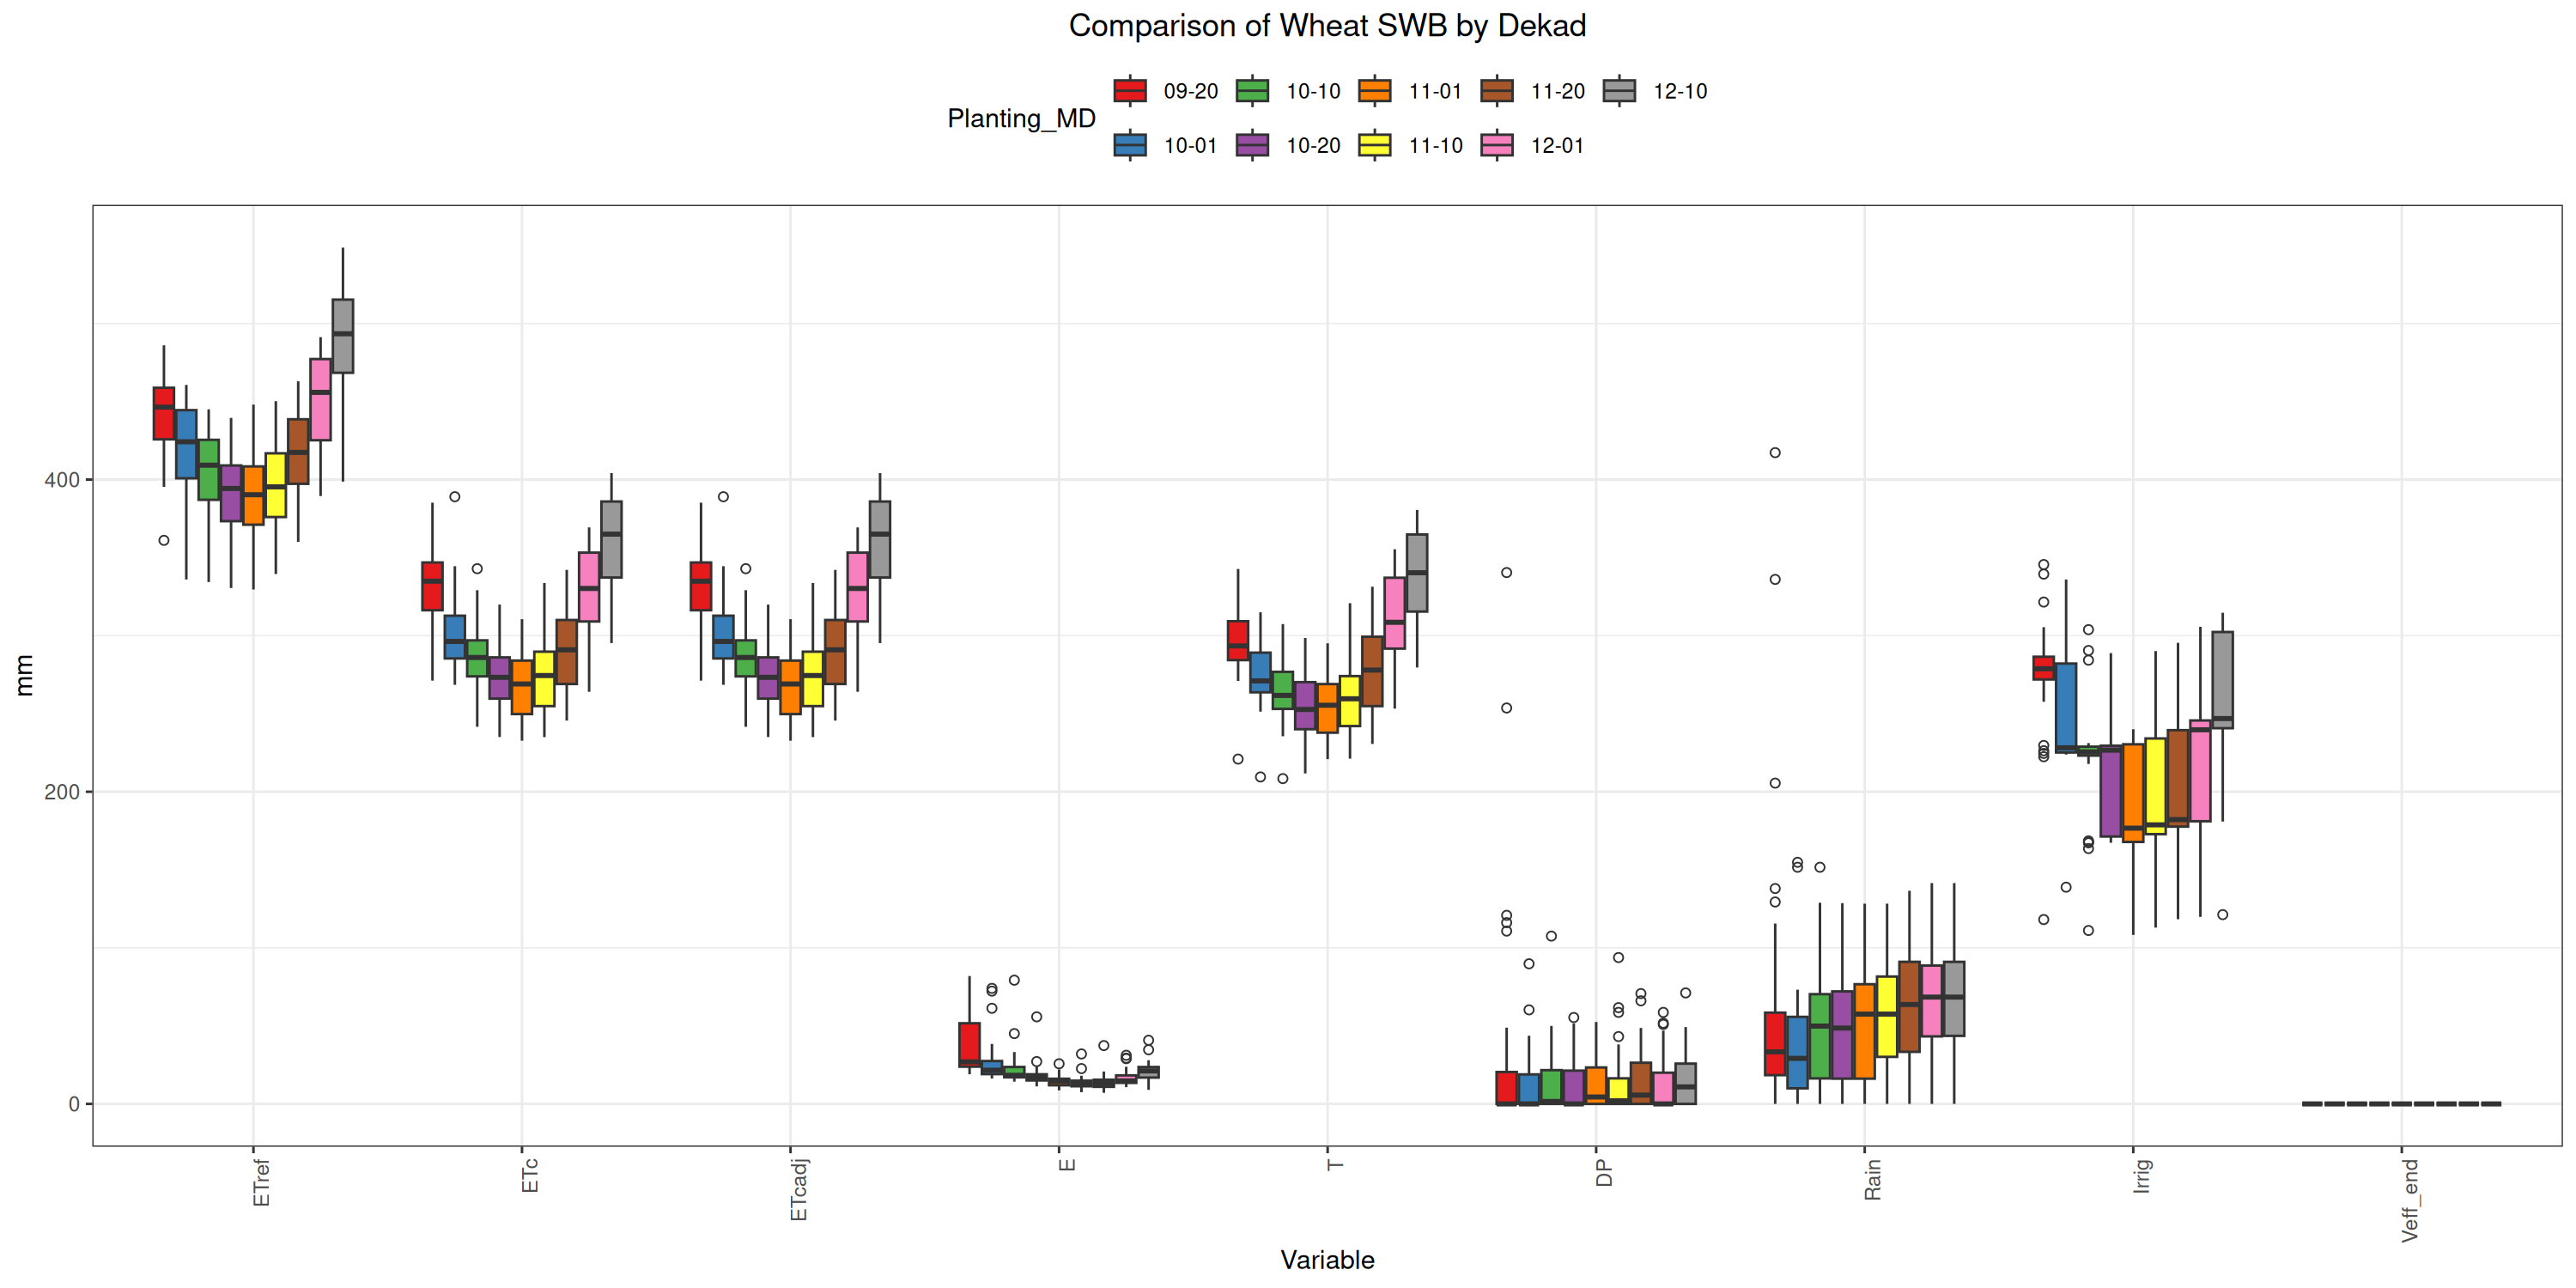 Comparison of Wheat SWB by Dekad
Planting_MD
09-20 10-10 11-01 11-20 12-10
10-01 10-20 11-10 12-01
mm
400
200
0
ETref ETc ETcadj E T DP Rain Irrig Veff_end
Variable